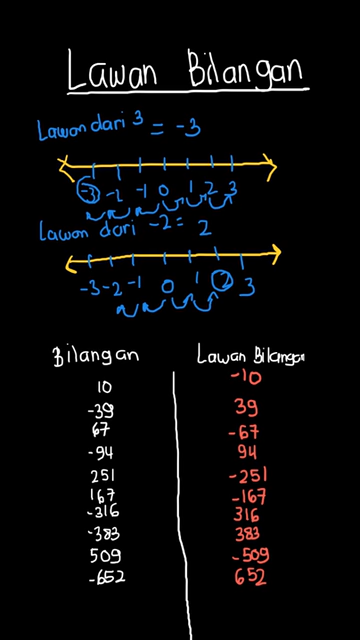 Lawan Bilangan
Lawan dari 3 = -3
-3 -2 -1 0 1 2 3
Lawan dari -2 = 2
-3 -2 -1 0 1 2 3
Bilangan Lawan Bilangan
10 -10
-39 39
67 -67
-94 94
251 -251
167 -167
-316 316
-383 383
509 -509
-652 652